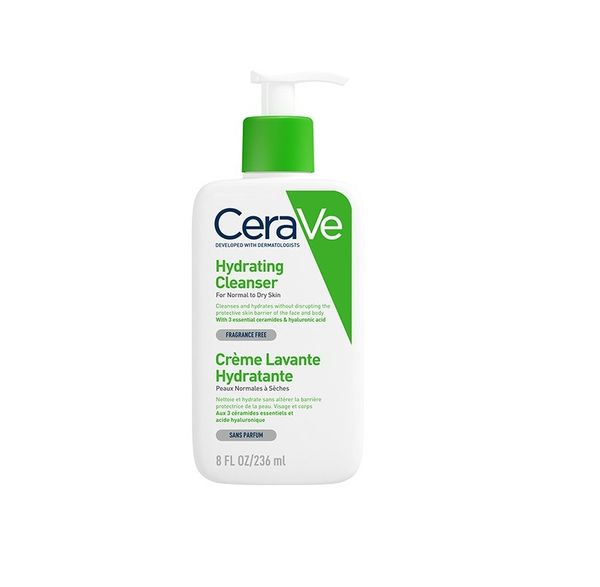 CeraVe
DEVELOPED WITH DERMATOLOGISTS
Hydrating
Cleanser
For Normal to Dry Skin
Cleanses and hydrates without disrupting the
protective skin barrier of the face and body
With 3 essential ceramides & hyaluronic acid
FRAGRANCE FREE
Crème Lavante
Hydratante
Peaux Normales à Sèches
Nettoie et hydrate sans altérer la barrière
protectrice de la peau. Visage et corps
Aux 3 céramides essentiels et
acide hyaluronique
SANS PARFUM
8 FL OZ/236 ml